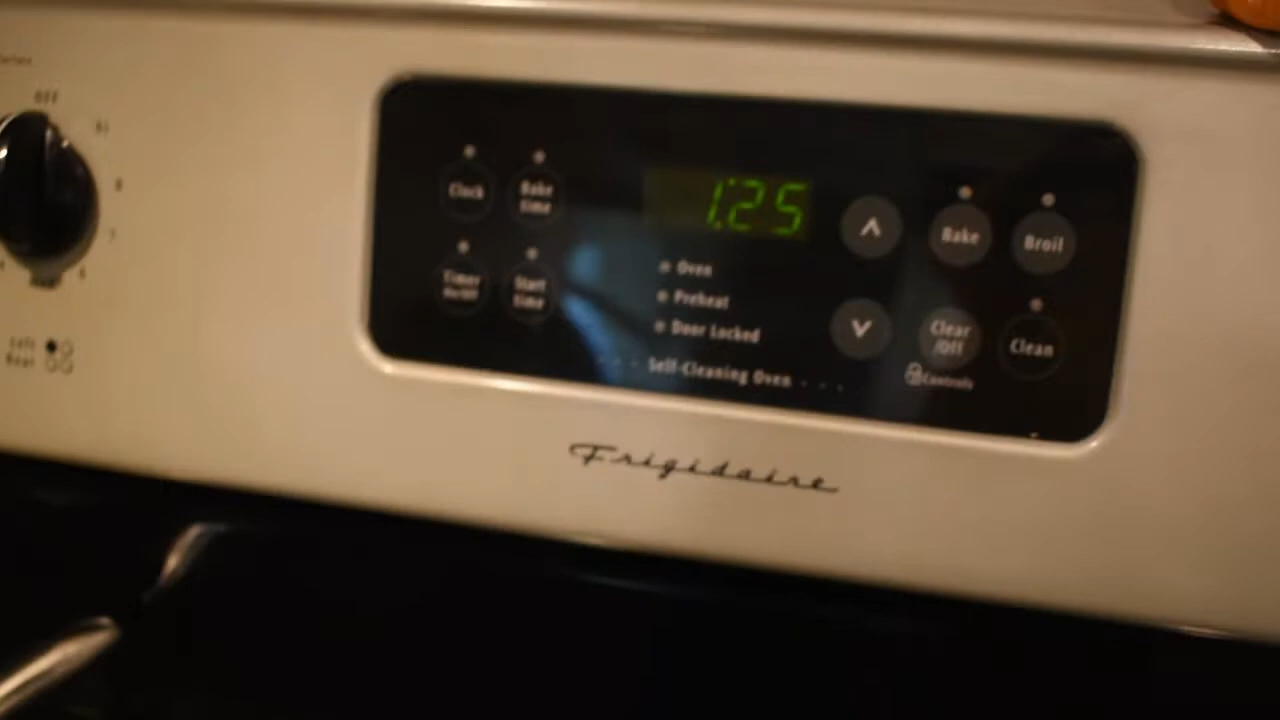 OFF
Clock
Bake
time
1:25
Bake
Broil
Timer
On/Off
Start
time
Oven
Preheat
Door Locked
Clear
/Off
Clean
Self-Cleaning Oven
Controls
Frigidaire